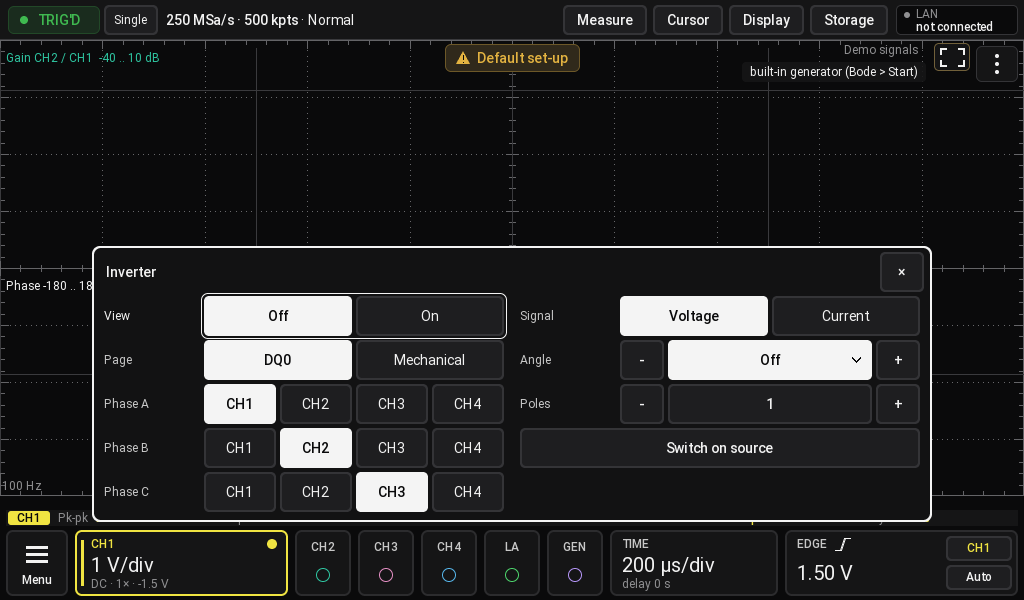 TRIG'D
Single
250 MSa/s · 500 kpts · Normal
Measure
Cursor
Display
Storage
LAN
not connected
Gain CH2 / CH1 -40 .. 10 dB
Default set-up
Demo signals
built-in generator (Bode > Start)
Inverter
×
View
Off
On
Signal
Voltage
Current
Page
DQ0
Mechanical
Angle
-
Off
+
Phase A
CH1
CH2
CH3
CH4
Poles
-
1
+
Phase B
CH1
CH2
CH3
CH4
Switch on source
Phase C
CH1
CH2
CH3
CH4
Phase -180 .. 18
100 Hz
CH1
Pk-pk
Menu
CH1
1 V/div
DC · 1× · -1.5 V
CH2
CH3
CH4
LA
GEN
TIME
200 µs/div
delay 0 s
EDGE
1.50 V
CH1
Auto